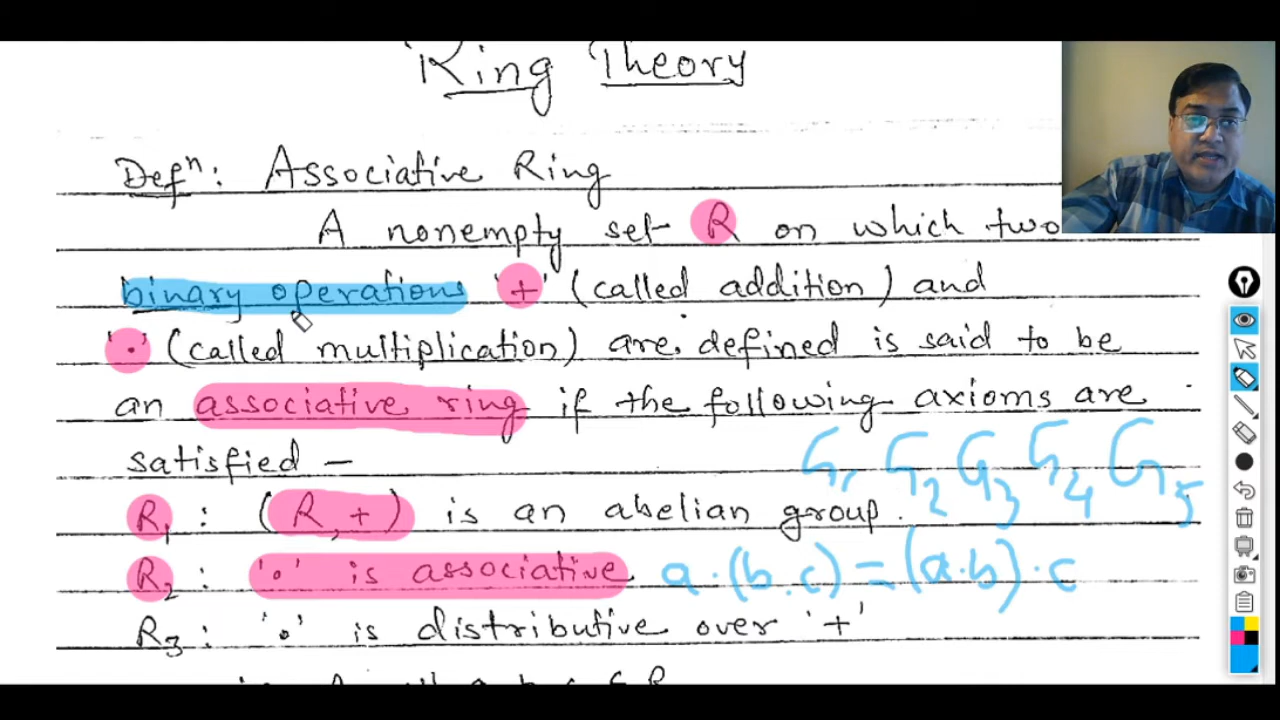 Ring Theory
Defⁿ: Associative Ring
A nonempty set R on which two
binary operations '+' (called addition) and
'·' (called multiplication) are defined is said to be
an associative ring if the following axioms are
satisfied –
G₁ G₂ G₃ G₄ G₅
R₁ : (R, +) is an abelian group.
R₂ : '·' is associative a·(b.c) = (a.b)·c
R₃ : '·' is distributive over '+'